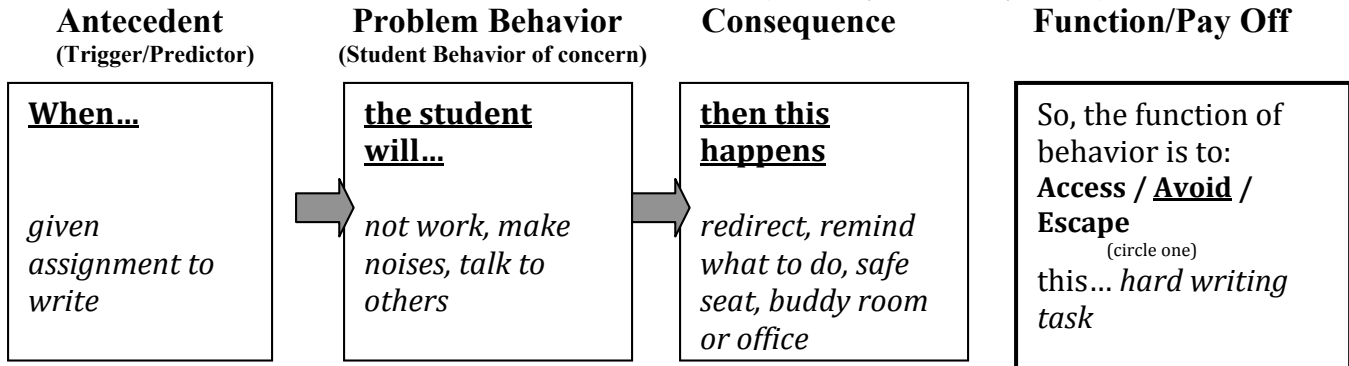 Antecedent
(Trigger/Predictor)
Problem Behavior
(Student Behavior of concern)
Consequence
Function/Pay Off
When…
given
assignment to
write
the student
will…
not work, make
noises, talk to
others
then this
happens
redirect, remind
what to do, safe
seat, buddy room
or office
So, the function of
behavior is to:
Access / Avoid /
Escape
(circle one)
this… hard writing
task